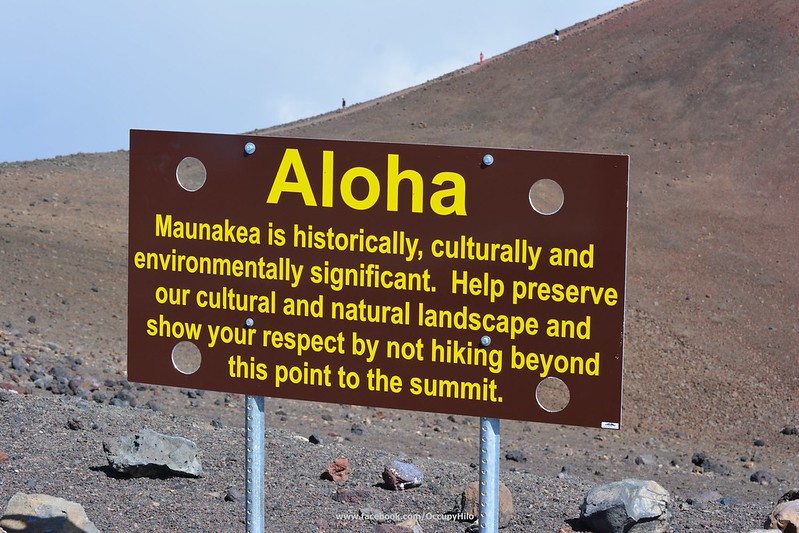 Aloha
Maunakea is historically, culturally and
environmentally significant.  Help preserve
our cultural and natural landscape and
show your respect by not hiking beyond
this point to the summit.
www.facebook.com/OccupyHilo